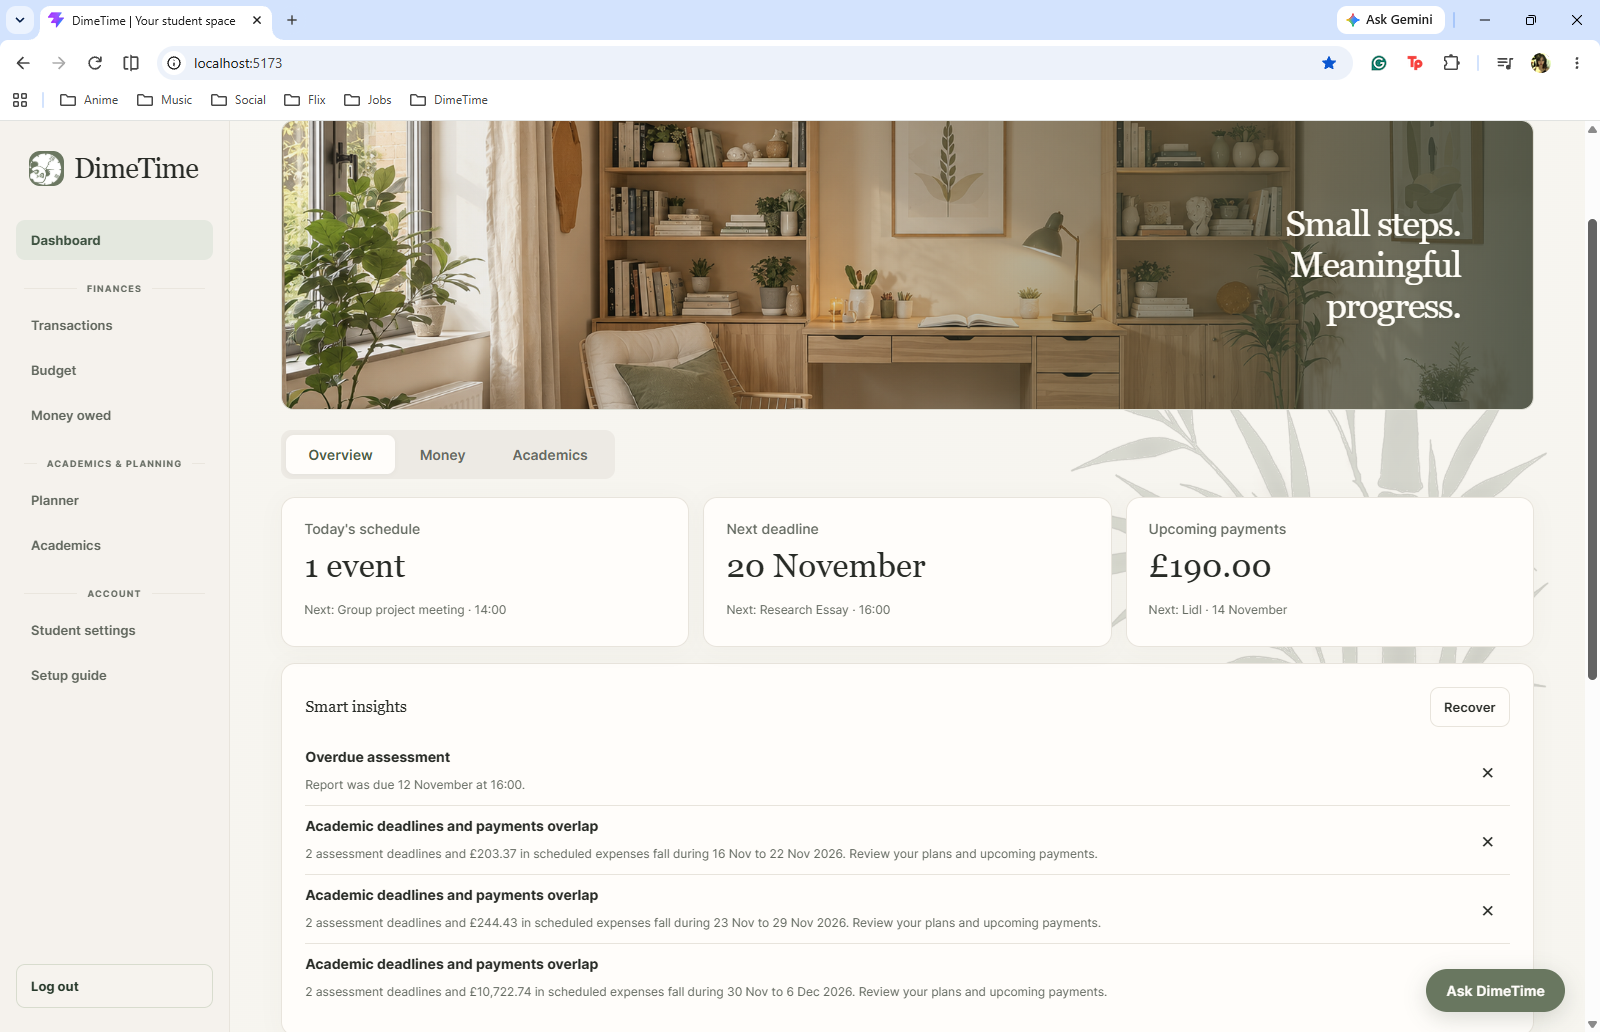 DimeTime | Your student space
Ask Gemini
localhost:5173
Anime
Music
Social
Flix
Jobs
DimeTime
DimeTime
Dashboard
FINANCES
Transactions
Budget
Money owed
ACADEMICS & PLANNING
Planner
Academics
ACCOUNT
Student settings
Setup guide
Log out
Small steps.
Meaningful
progress.
Overview
Money
Academics
Today's schedule
1 event
Next: Group project meeting · 14:00
Next deadline
20 November
Next: Research Essay · 16:00
Upcoming payments
£190.00
Next: Lidl · 14 November
Smart insights
Recover
Overdue assessment
Report was due 12 November at 16:00.
Academic deadlines and payments overlap
2 assessment deadlines and £203.37 in scheduled expenses fall during 16 Nov to 22 Nov 2026. Review your plans and upcoming payments.
Academic deadlines and payments overlap
2 assessment deadlines and £244.43 in scheduled expenses fall during 23 Nov to 29 Nov 2026. Review your plans and upcoming payments.
Academic deadlines and payments overlap
2 assessment deadlines and £10,722.74 in scheduled expenses fall during 30 Nov to 6 Dec 2026. Review your plans and upcoming payments.
Ask DimeTime